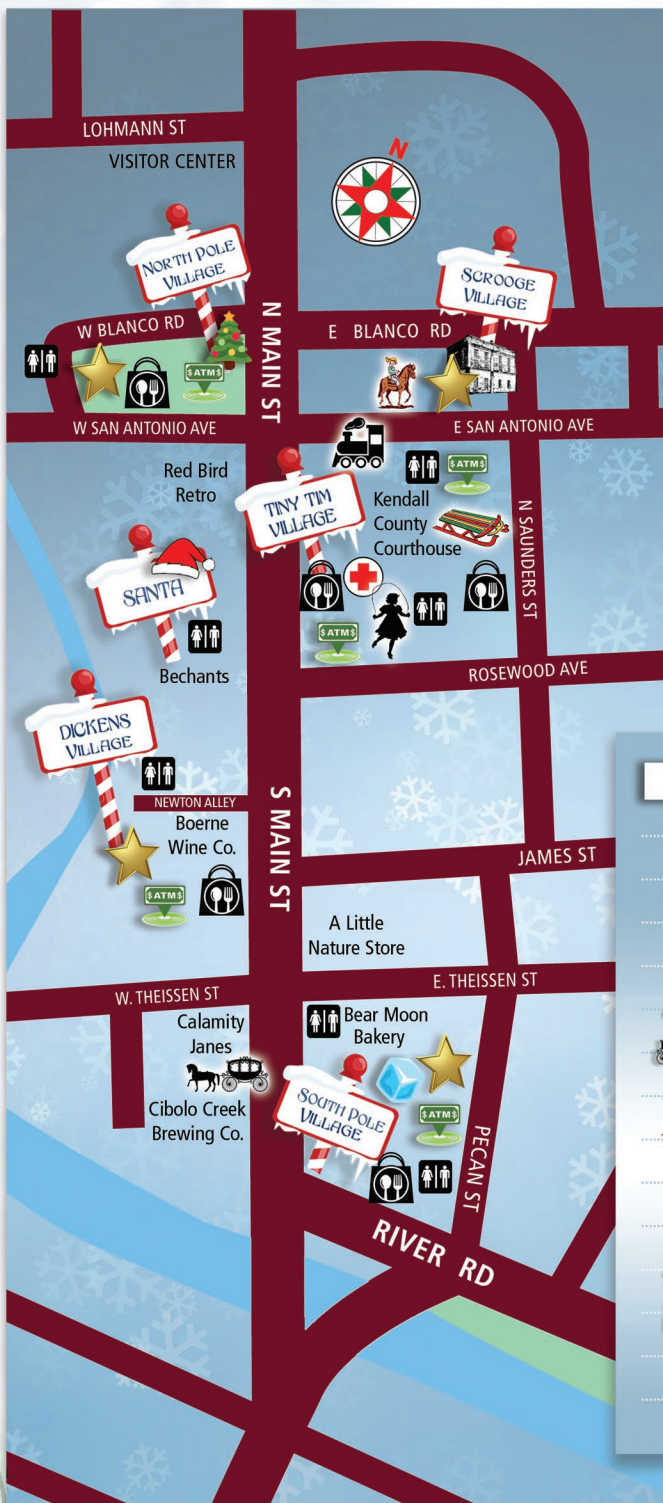 LOHMANN ST
VISITOR CENTER
N
NORTH POLE
VILLAGE
SCROOGE
VILLAGE
W BLANCO RD
N MAIN ST
E BLANCO RD
$ATM$
W SAN ANTONIO AVE
E SAN ANTONIO AVE
Red Bird
Retro
TINY TIM
VILLAGE
$ATM$
Kendall
County
Courthouse
N SAUNDERS ST
SANTA
$ATM$
Bechants
ROSEWOOD AVE
DICKENS
VILLAGE
NEWTON ALLEY
Boerne
Wine Co.
S MAIN ST
JAMES ST
$ATM$
A Little
Nature Store
W. THEISSEN ST
E. THEISSEN ST
Calamity
Janes
Bear Moon
Bakery
Cibolo Creek
Brewing Co.
SOUTH POLE
VILLAGE
$ATM$
PECAN ST
RIVER RD